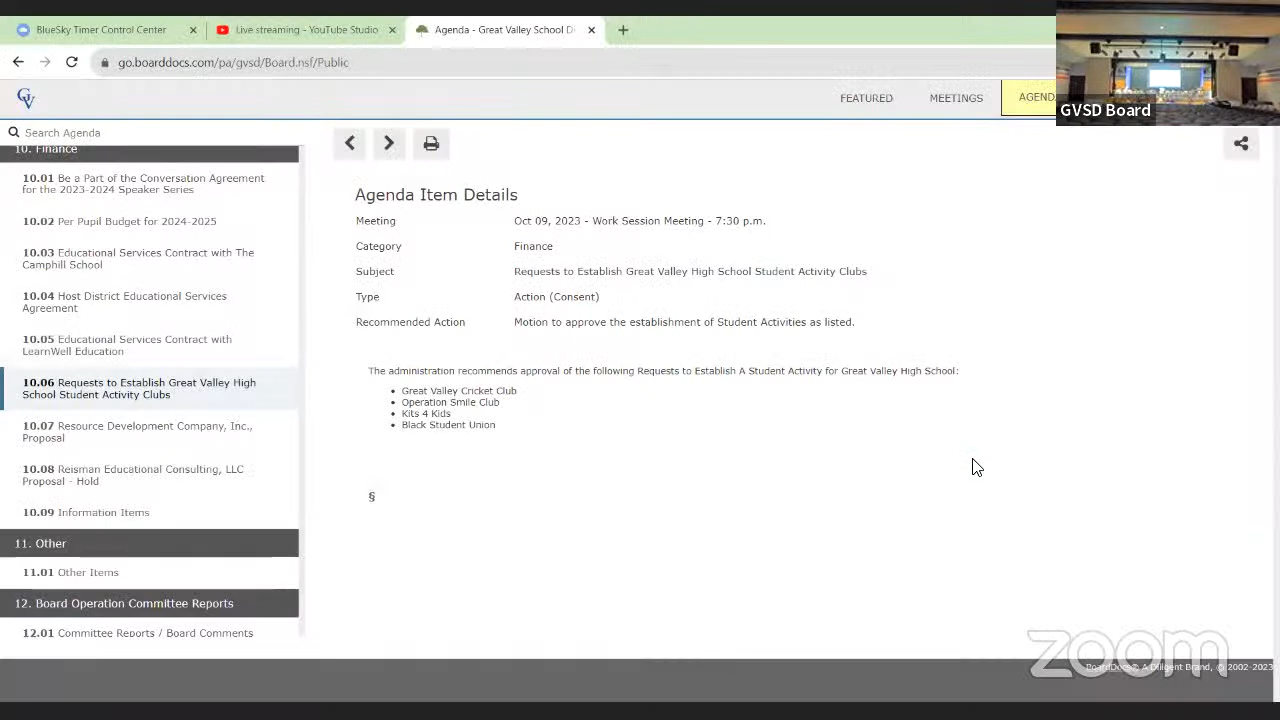 BlueSky Timer Control Center
Live streaming - YouTube Studio
Agenda - Great Valley School Di
go.boarddocs.com/pa/gvsd/Board.nsf/Public
GVSD Board
GV
FEATURED
MEETINGS
AGENDA
Search Agenda
10. Finance
10.01 Be a Part of the Conversation Agreement
for the 2023-2024 Speaker Series
10.02 Per Pupil Budget for 2024-2025
10.03 Educational Services Contract with The
Camphill School
10.04 Host District Educational Services
Agreement
10.05 Educational Services Contract with
LearnWell Education
10.06 Requests to Establish Great Valley High
School Student Activity Clubs
10.07 Resource Development Company, Inc.,
Proposal
10.08 Reisman Educational Consulting, LLC
Proposal - Hold
10.09 Information Items
11. Other
11.01 Other Items
12. Board Operation Committee Reports
12.01 Committee Reports / Board Comments
Agenda Item Details
Meeting Oct 09, 2023 - Work Session Meeting - 7:30 p.m.
Category Finance
Subject Requests to Establish Great Valley High School Student Activity Clubs
Type Action (Consent)
Recommended Action Motion to approve the establishment of Student Activities as listed.
The administration recommends approval of the following Requests to Establish A Student Activity for Great Valley High School:
• Great Valley Cricket Club
• Operation Smile Club
• Kits 4 Kids
• Black Student Union
§
zoom
BoardDocs® A Diligent Brand, © 2002-2023